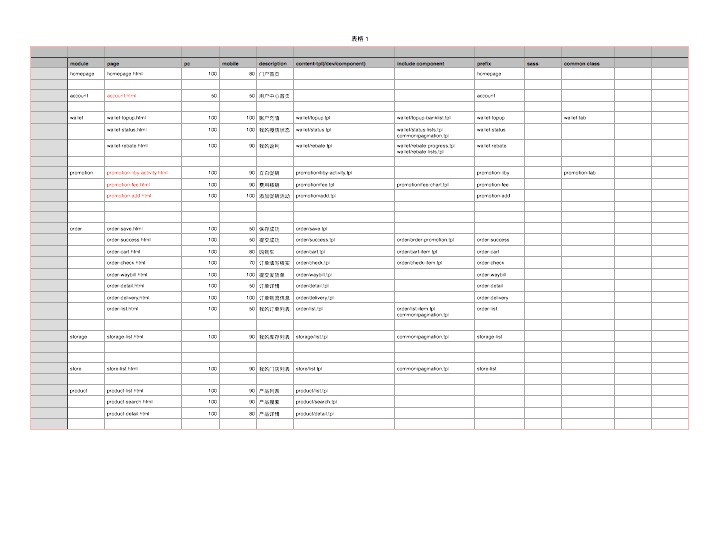 表格 1
module page pc mobile description content-tpl(/dev/component) include component prefix sass common class
homepage homepage.html 100 80 门户首页 homepage
account account.html 50 50 用户中心首页 account
wallet wallet-topup.html 100 100 账户充值 wallet/topup.tpl wallet/topup-banklist.tpl wallet-topup wallet-tab
wallet-status.html 100 100 我的 状态 wallet/status.tpl wallet/status-lists.tpl wallet-status
common/pagination.tpl
wallet-rebate.html 100 90 我的返利 wallet/rebate.tpl wallet/rebate-progress.tpl wallet-rebate
wallet/rebate-lists.tpl
promotion promotion-liby-activity.html 100 90 立白促销 promotion/liby-activity.tpl promotion-liby promotion-tab
promotion-fee.html 100 90 费用核销 promotion/fee.tpl promotion/fee-chart.tpl promotion-fee
promotion-add.html 100 100 添加促销活动 promotion/add.tpl promotion-add
order order-save.html 100 50 保存成功 order/save.tpl
order-success.html 100 50 提交成功 order/success.tpl order/order-promotion.tpl order-success
order-cart.html 100 80 购物车 order/cart.tpl order/cart-item.tpl order-cart
order-check.html 100 70 订单填写核实 order/check.tpl order/check-item.tpl order-check
order-waybill.html 100 100 提交发货单 order/waybill.tpl order-waybill
order-detail.html 100 50 订单详情 order/detail.tpl order-detail
order-delivery.html 100 100 订单物流信息 order/delivery.tpl order-delivery
order-list.html 100 50 我的订单列表 order/list.tpl order/list-item.tpl order-list
common/pagination.tpl
storage storage-list.html 100 90 我的库存列表 storage/list.tpl common/pagination.tpl storage-list
store store-list.html 100 90 我的门店列表 store/list.tpl common/pagination.tpl store-list
product product-list.html 100 90 产品列表 product/list.tpl
product-search.html 100 90 产品搜索 product/search.tpl
product-detail.html 100 80 产品详情 product/detail.tpl